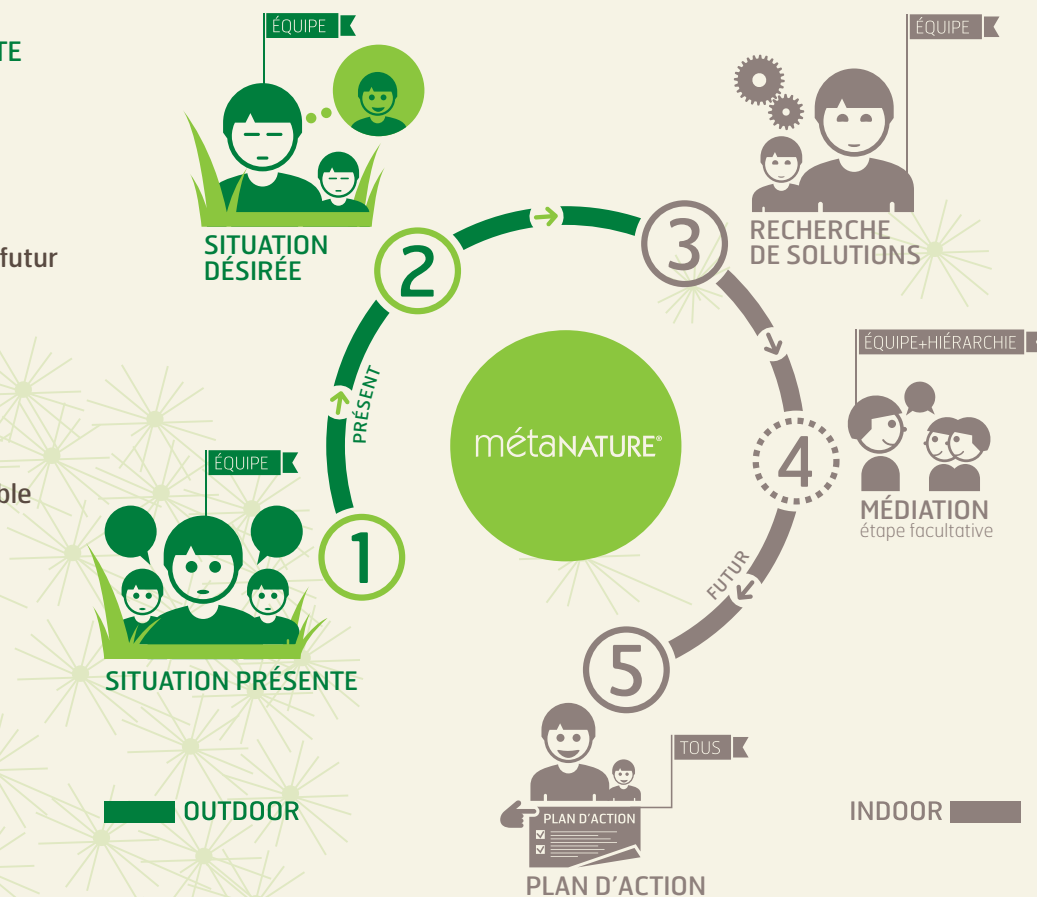 TE
futur
ble
ÉQUIPE
SITUATION PRÉSENTE
1
PRÉSENT
ÉQUIPE
SITUATION
DÉSIRÉE
2
3
ÉQUIPE
RECHERCHE
DE SOLUTIONS
métaNATURE®
4
ÉQUIPE+HIÉRARCHIE
MÉDIATION
étape facultative
FUTUR
5
TOUS
PLAN D'ACTION
PLAN D'ACTION
OUTDOOR
INDOOR